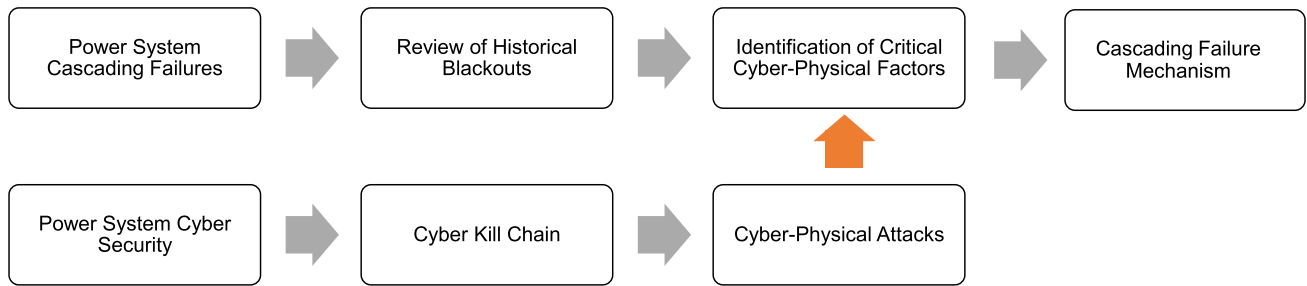 Power System
Cascading Failures
Review of Historical
Blackouts
Identification of Critical
Cyber-Physical Factors
Cascading Failure
Mechanism
Power System Cyber
Security
Cyber Kill Chain
Cyber-Physical Attacks